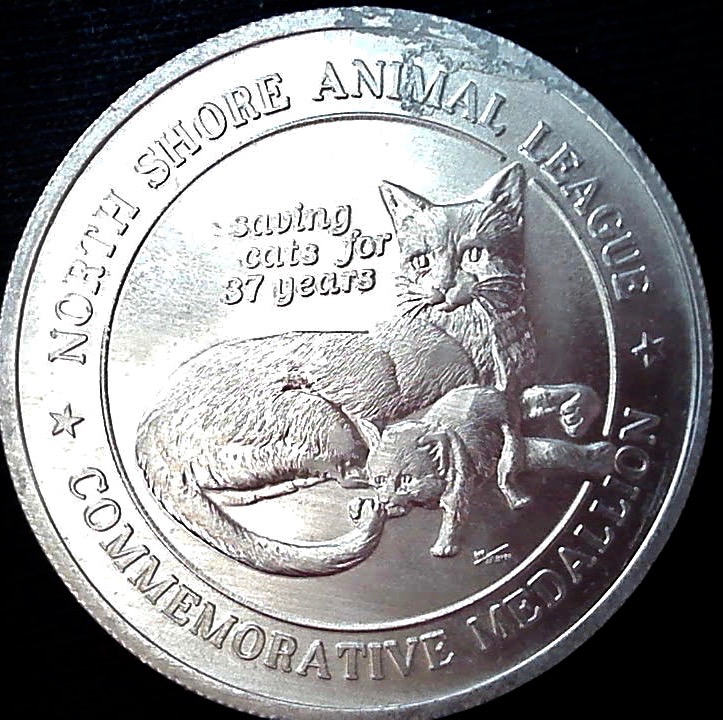 NORTH SHORE ANIMAL LEAGUE
saving
cats for
37 years
COMMEMORATIVE MEDALLION